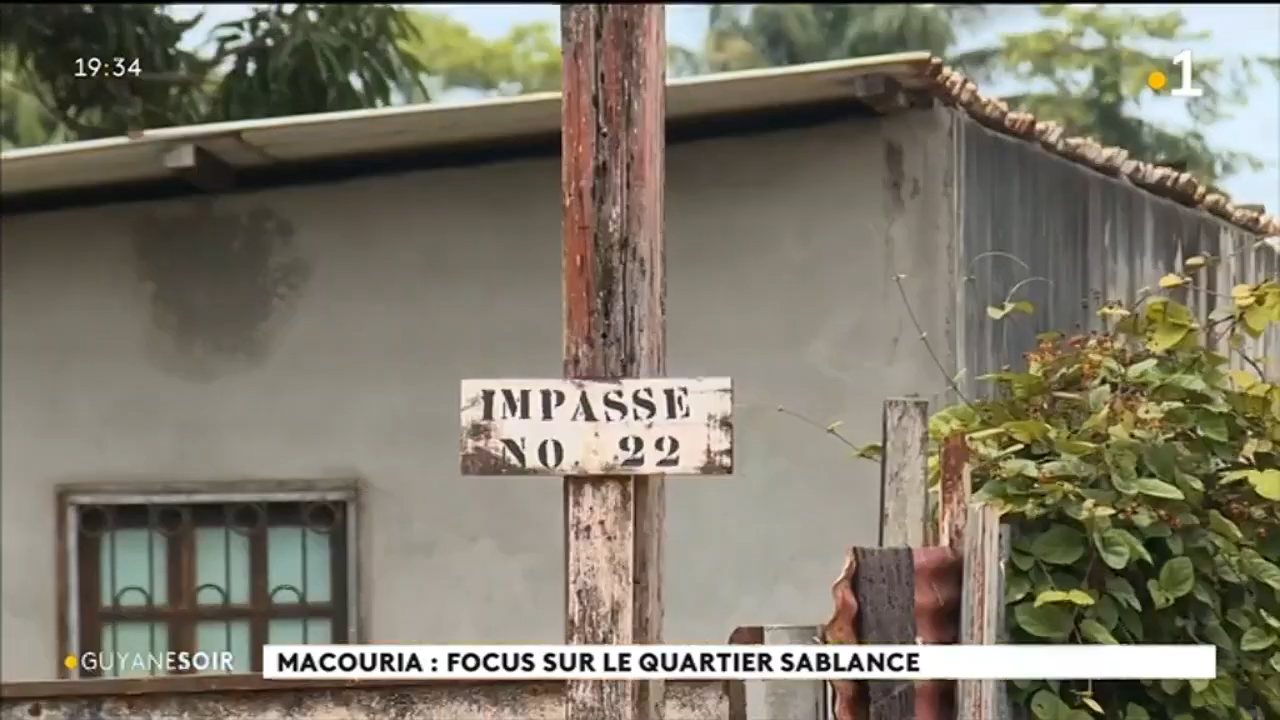 19:34
1
IMPASSE
NO. 22
GUYANESOIR
MACOURIA : FOCUS SUR LE QUARTIER SABLANCE